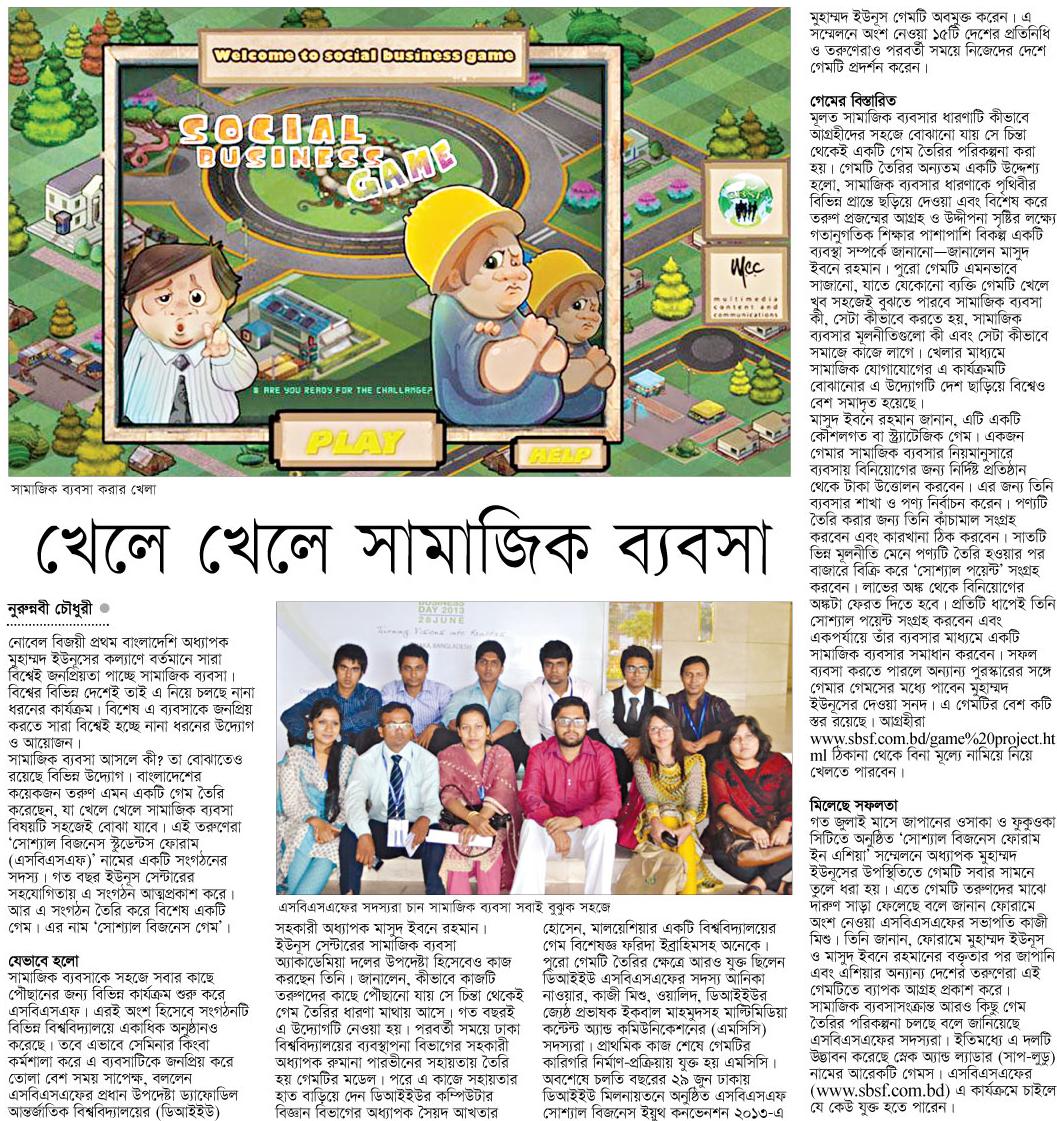 Welcome to social business game
SOCIAL
BUSINESS
GAME
Wcc
multimedia
content and
communications
ARE YOU READY FOR THE CHALLANGE?
PLAY
HELP
সামাজিক ব্যবসা করার খেলা
খেলে খেলে সামাজিক ব্যবসা
নুরুন্নবী চৌধুরী
নোবেল বিজয়ী প্রথম বাংলাদেশি অধ্যাপক
মুহাম্মদ ইউনূসের কল্যাণে বর্তমানে সারা
বিশ্বেই জনপ্রিয়তা পাচ্ছে সামাজিক ব্যবসা।
বিশ্বের বিভিন্ন দেশেই তাই এ নিয়ে চলছে নানা
ধরনের কার্যক্রম। বিশেষ এ ব্যবসাকে জনপ্রিয়
করতে সারা বিশ্বেই হচ্ছে নানা ধরনের উদ্যোগ
ও আয়োজন।
সামাজিক ব্যবসা আসলে কী? তা বোঝাতেও
রয়েছে বিভিন্ন উদ্যোগ। বাংলাদেশের
কয়েকজন তরুণ এমন একটি গেম তৈরি
করেছেন, যা খেলে খেলে সামাজিক ব্যবসা
বিষয়টি সহজেই বোঝা যাবে। এই তরুণেরা
‘সোশ্যাল বিজনেস স্টুডেন্টস ফোরাম
(এসবিএসএফ)’ নামের একটি সংগঠনের
সদস্য। গত বছর ইউনূস সেন্টারের
সহযোগিতায় এ সংগঠন আত্মপ্রকাশ করে।
আর এ সংগঠন তৈরি করে বিশেষ একটি
গেম। এর নাম ‘সোশ্যাল বিজনেস গেম’।
যেভাবে হলো
সামাজিক ব্যবসাকে সহজে সবার কাছে
পৌঁছানের জন্য বিভিন্ন কার্যক্রম শুরু করে
এসবিএসএফ। এরই অংশ হিসেবে সংগঠনটি
বিভিন্ন বিশ্ববিদ্যালয়ে একাধিক অনুষ্ঠানও
করেছে। তবে এভাবে সেমিনার কিংবা
কর্মশালা করে এ ব্যবসাটিকে জনপ্রিয় করে
তোলা বেশ সময় সাপেক্ষ, বললেন
এসবিএসএফের প্রধান উপদেষ্টা ড্যাফোডিল
আন্তর্জাতিক বিশ্ববিদ্যালয়ের (ডিআইইউ)
BUSINESS
DAY 2013
28 JUNE
Turning Visions into Realities
DHAKA, BANGLADESH
এসবিএসএফের সদস্যরা চান সামাজিক ব্যবসা সবাই বুঝুক সহজে
সহকারী অধ্যাপক মাসুদ ইবনে রহমান।
ইউনূস সেন্টারের সামাজিক ব্যবসা
অ্যাকাডেমিয়া দলের উপদেষ্টা হিসেবেও কাজ
করছেন তিনি। জানালেন, কীভাবে কাজটি
তরুণদের কাছে পৌঁছানো যায় সে চিন্তা থেকেই
গেম তৈরির ধারণা মাথায় আসে। গত বছরই
এ উদ্যোগটি নেওয়া হয়। পরবর্তী সময়ে ঢাকা
বিশ্ববিদ্যালয়ের ব্যবস্থাপনা বিভাগের সহকারী
অধ্যাপক রুমানা পারভীনের সহায়তায় তৈরি
হয় গেমটির মডেল। পরে এ কাজে সহায়তার
হাত বাড়িয়ে দেন ডিআইইউর কম্পিউটার
বিজ্ঞান বিভাগের অধ্যাপক সৈয়দ আখতার
হোসেন, মালয়েশিয়ার একটি বিশ্ববিদ্যালয়ের
গেম বিশেষজ্ঞ ফরিদা ইব্রাহিমসহ অনেকে।
পুরো গেমটি তৈরির ক্ষেত্রে আরও যুক্ত ছিলেন
ডিআইইউ এসবিএসএফের সদস্য আনিকা
নাওয়ার, কাজী মিশু, ওয়ালিদ, ডিআইইউর
জ্যেষ্ঠ প্রভাষক ইকবাল মাহমুদসহ মাল্টিমিডিয়া
কন্টেন্ট অ্যান্ড কমিউনিকেশনের (এমসিসি)
সদস্যরা। প্রাথমিক কাজ শেষে গেমটির
কারিগরি নির্মাণ-প্রক্রিয়ায় যুক্ত হয় এমসিসি।
অবশেষে চলতি বছরের ২৯ জুন ঢাকায়
ডিআইইউ মিলনায়তনে অনুষ্ঠিত এসবিএসএফ
সোশ্যাল বিজনেস ইয়ুথ কনভেনশন ২০১৩-এ
মুহাম্মদ ইউনূস গেমটি অবমুক্ত করেন। এ
সম্মেলনে অংশ নেওয়া ১৫টি দেশের প্রতিনিধি
ও তরুণেরাও পরবর্তী সময়ে নিজেদের দেশে
গেমটি প্রদর্শন করেন।
গেমের বিস্তারিত
মূলত সামাজিক ব্যবসার ধারণাটি কীভাবে
আগ্রহীদের সহজে বোঝানো যায় সে চিন্তা
থেকেই একটি গেম তৈরির পরিকল্পনা করা
হয়। গেমটি তৈরির অন্যতম একটি উদ্দেশ্য
হলো, সামাজিক ব্যবসার ধারণাকে পৃথিবীর
বিভিন্ন প্রান্তে ছড়িয়ে দেওয়া এবং বিশেষ করে
তরুণ প্রজন্মের আগ্রহ ও উদ্দীপনা সৃষ্টির লক্ষ্যে
গতানুগতিক শিক্ষার পাশাপাশি বিকল্প একটি
ব্যবস্থা সম্পর্কে জানানো—জানালেন মাসুদ
ইবনে রহমান। পুরো গেমটি এমনভাবে
সাজানো, যাতে যেকোনো ব্যক্তি গেমটি খেলে
খুব সহজেই বুঝতে পারবে সামাজিক ব্যবসা
কী, সেটা কীভাবে করতে হয়, সামাজিক
ব্যবসার মূলনীতিগুলো কী এবং সেটা কীভাবে
সমাজে কাজে লাগে। খেলার মাধ্যমে
সামাজিক যোগাযোগের এ কার্যক্রমটি
বোঝানোর এ উদ্যোগটি দেশ ছাড়িয়ে বিশ্বেও
বেশ সমাদৃত হয়েছে।
মাসুদ ইবনে রহমান জানান, এটি একটি
কৌশলগত বা স্ট্র্যাটেজিক গেম। একজন
গেমার সামাজিক ব্যবসার নিয়মানুসারে
ব্যবসায় বিনিয়োগের জন্য নির্দিষ্ট প্রতিষ্ঠান
থেকে টাকা উত্তোলন করবেন। এর জন্য তিনি
ব্যবসার শাখা ও পণ্য নির্বাচন করেন। পণ্যটি
তৈরি করার জন্য তিনি কাঁচামাল সংগ্রহ
করবেন এবং কারখানা ঠিক করবেন। সাতটি
ভিন্ন মূলনীতি মেনে পণ্যটি তৈরি হওয়ার পর
বাজারে বিক্রি করে ‘সোশ্যাল পয়েন্ট’ সংগ্রহ
করবেন। লাভের অঙ্ক থেকে বিনিয়োগের
অঙ্কটা ফেরত দিতে হবে। প্রতিটি ধাপেই তিনি
সোশ্যাল পয়েন্ট সংগ্রহ করবেন এবং
একপর্যায়ে তাঁর ব্যবসার মাধ্যমে একটি
সামাজিক ব্যবসার সমাধান করবেন। সফল
ব্যবসা করতে পারলে অন্যান্য পুরস্কারের সঙ্গে
গেমার গেমসের মধ্যে পাবেন মুহাম্মদ
ইউনূসের দেওয়া সনদ। এ গেমটির বেশ কটি
স্তর রয়েছে। আগ্রহীরা
www.sbsf.com.bd/game%20project.ht
ml ঠিকানা থেকে বিনা মূল্যে নামিয়ে নিয়ে
খেলতে পারবেন।
মিলেছে সফলতা
গত জুলাই মাসে জাপানের ওসাকা ও ফুকুওকা
সিটিতে অনুষ্ঠিত ‘সোশ্যাল বিজনেস ফোরাম
ইন এশিয়া’ সম্মেলনে অধ্যাপক মুহাম্মদ
ইউনূসের উপস্থিতিতে গেমটি সবার সামনে
তুলে ধরা হয়। এতে গেমটি তরুণদের মাঝে
দারুণ সাড়া ফেলেছে বলে জানান ফোরামে
অংশ নেওয়া এসবিএসএফের সভাপতি কাজী
মিশু। তিনি জানান, ফোরামে মুহাম্মদ ইউনূস
ও মাসুদ ইবনে রহমানের বক্তৃতার পর জাপানি
এবং এশিয়ার অন্যান্য দেশের তরুণেরা এই
গেমটিতে ব্যাপক আগ্রহ প্রকাশ করে।
সামাজিক ব্যবসাসংক্রান্ত আরও কিছু গেম
তৈরির পরিকল্পনা চলছে বলে জানিয়েছে
এসবিএসএফের সদস্যরা। ইতিমধ্যে এ দলটি
উদ্ভাবন করেছে স্নেক অ্যান্ড ল্যাডার (সাপ-লুডু)
নামের আরেকটি গেমস। এসবিএসএফের
(www.sbsf.com.bd) এ কার্যক্রমে চাইলে
যে কেউ যুক্ত হতে পারেন।